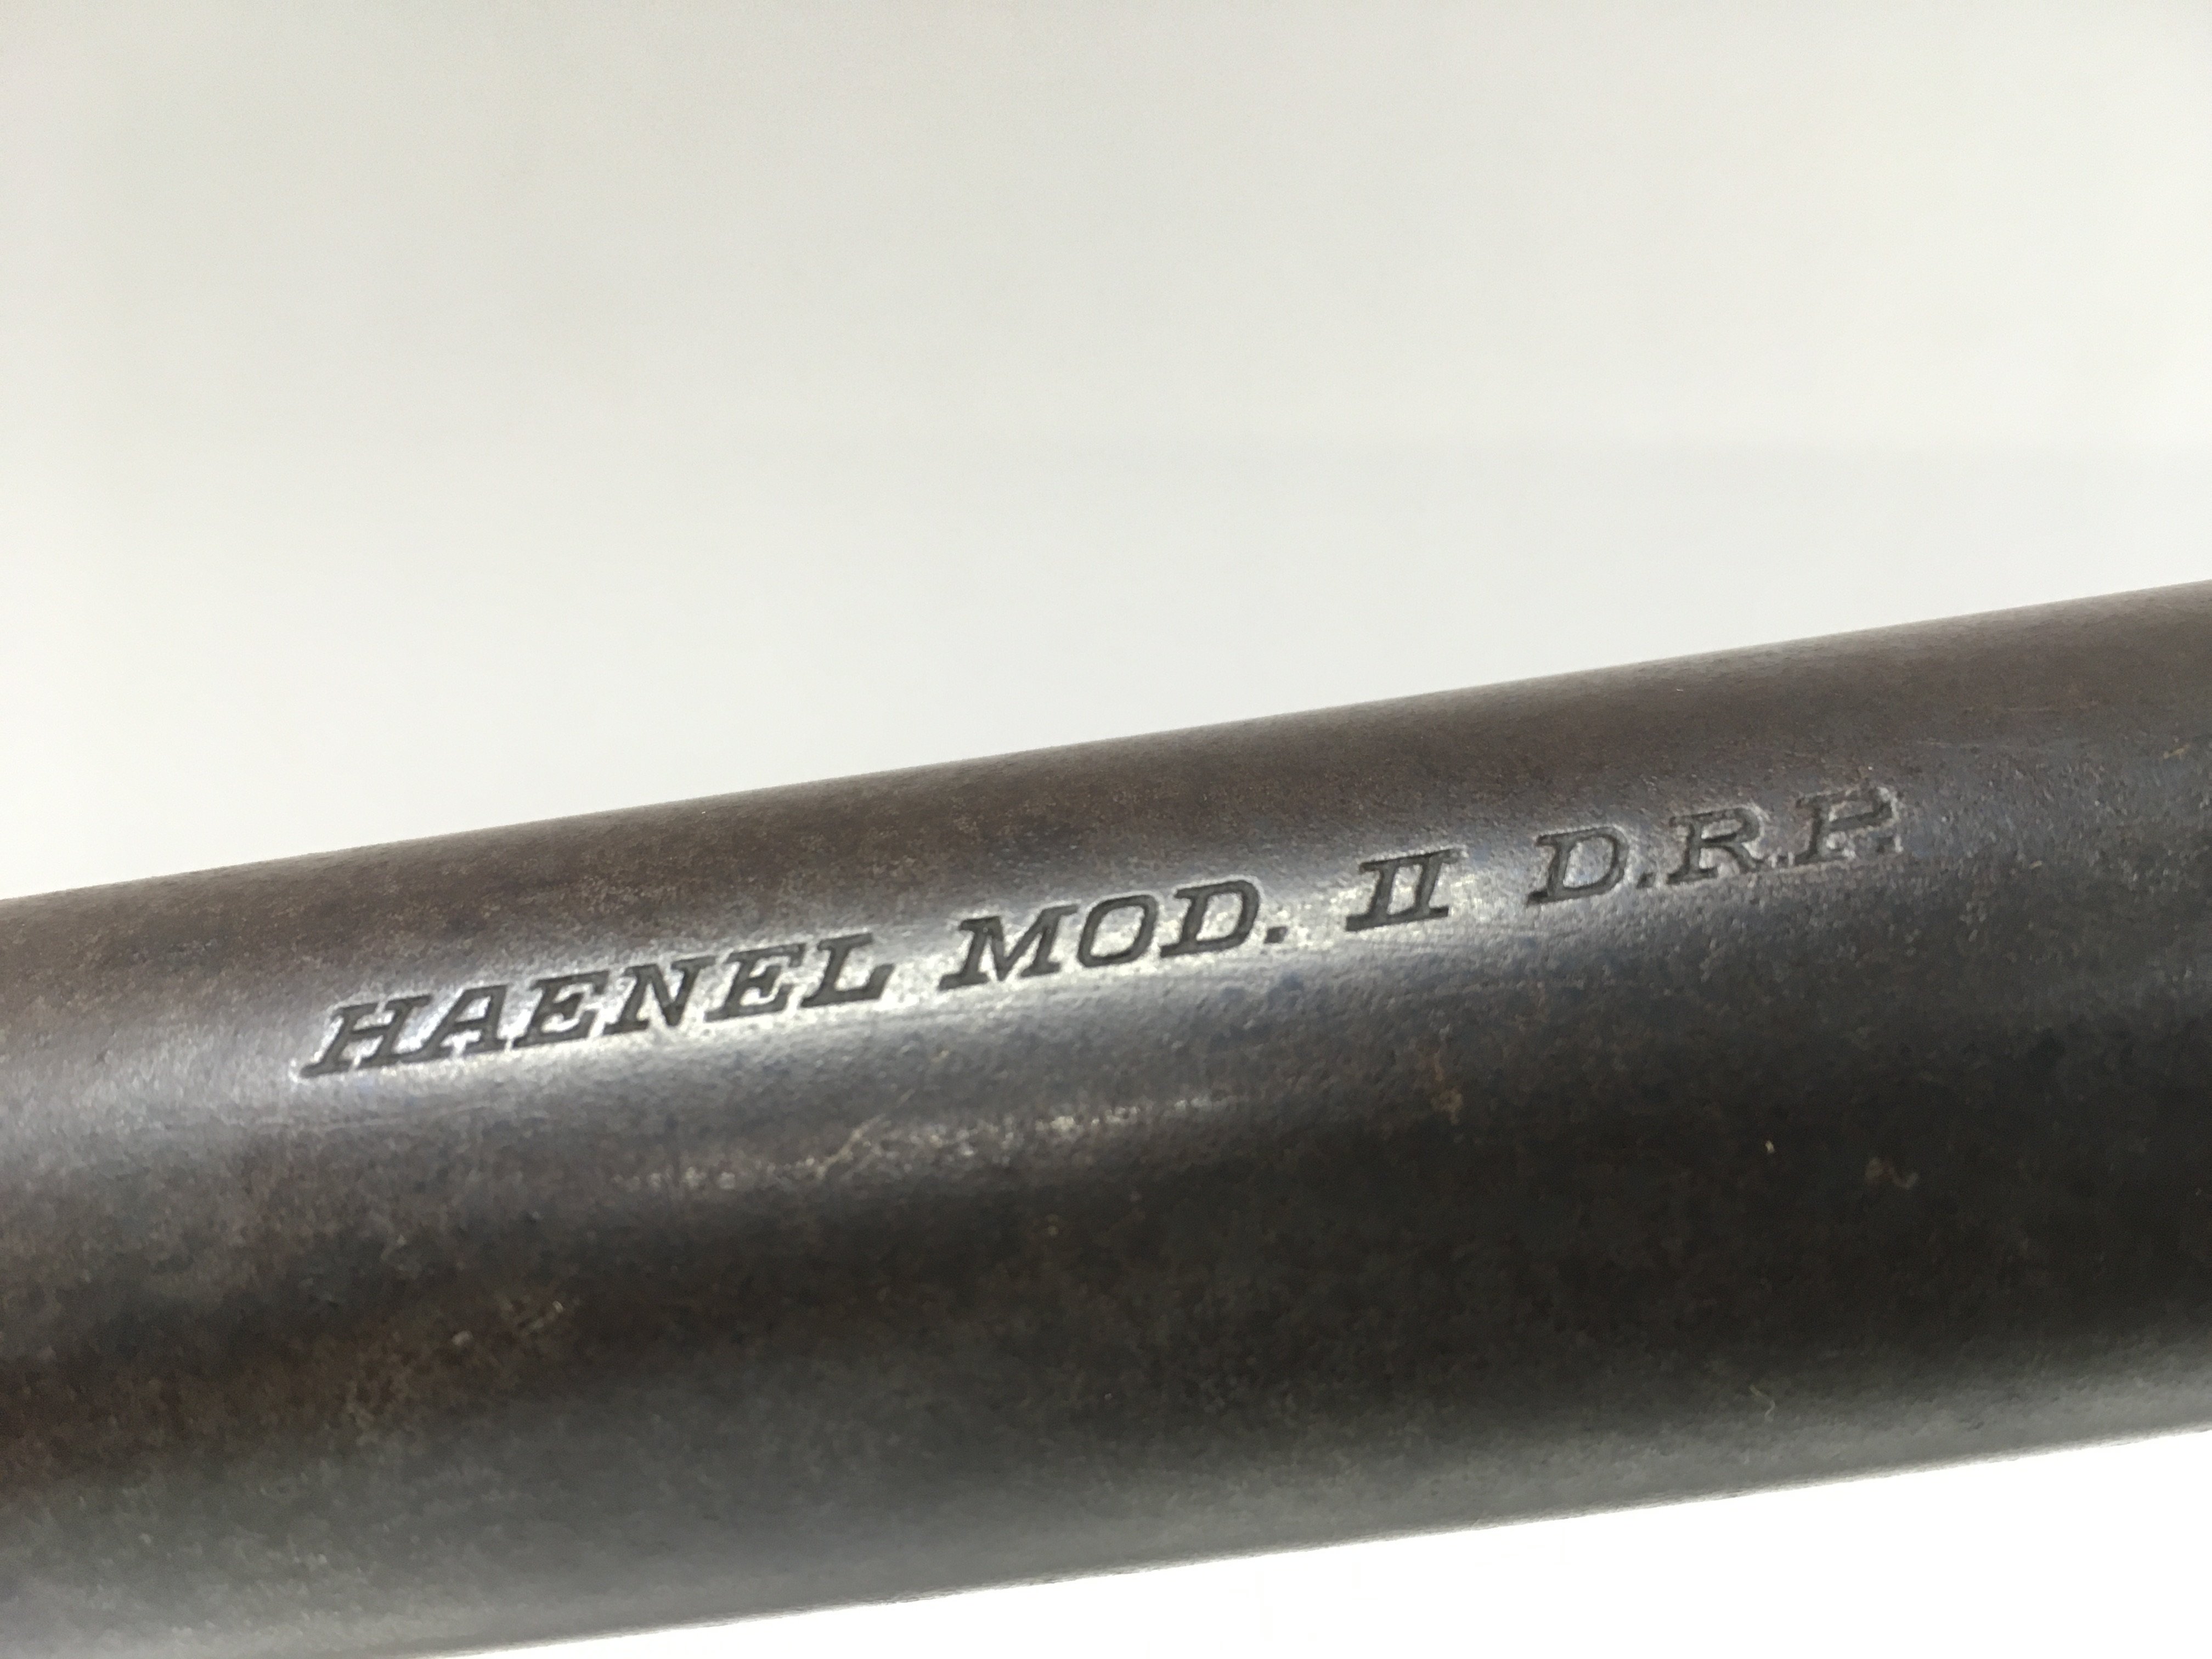 HAENEL MOD. II D.R.P.